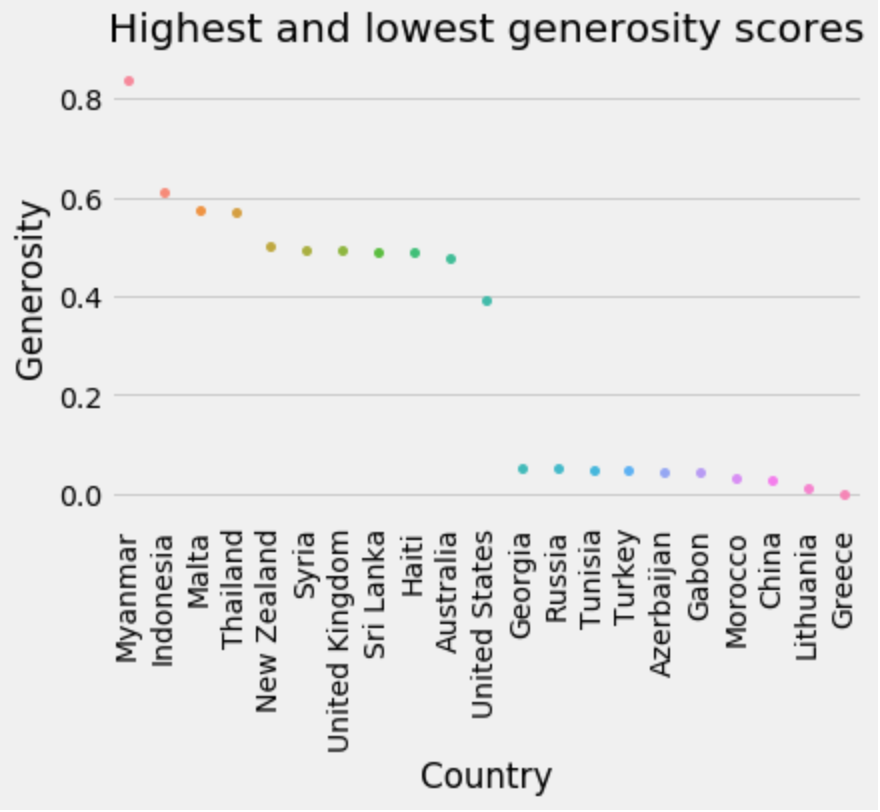 Highest and lowest generosity scores
Generosity
0.8
0.6
0.4
0.2
0.0
Myanmar
Indonesia
Malta
Thailand
New Zealand
Syria
United Kingdom
Sri Lanka
Haiti
Australia
United States
Georgia
Russia
Tunisia
Turkey
Azerbaijan
Gabon
Morocco
China
Lithuania
Greece
Country